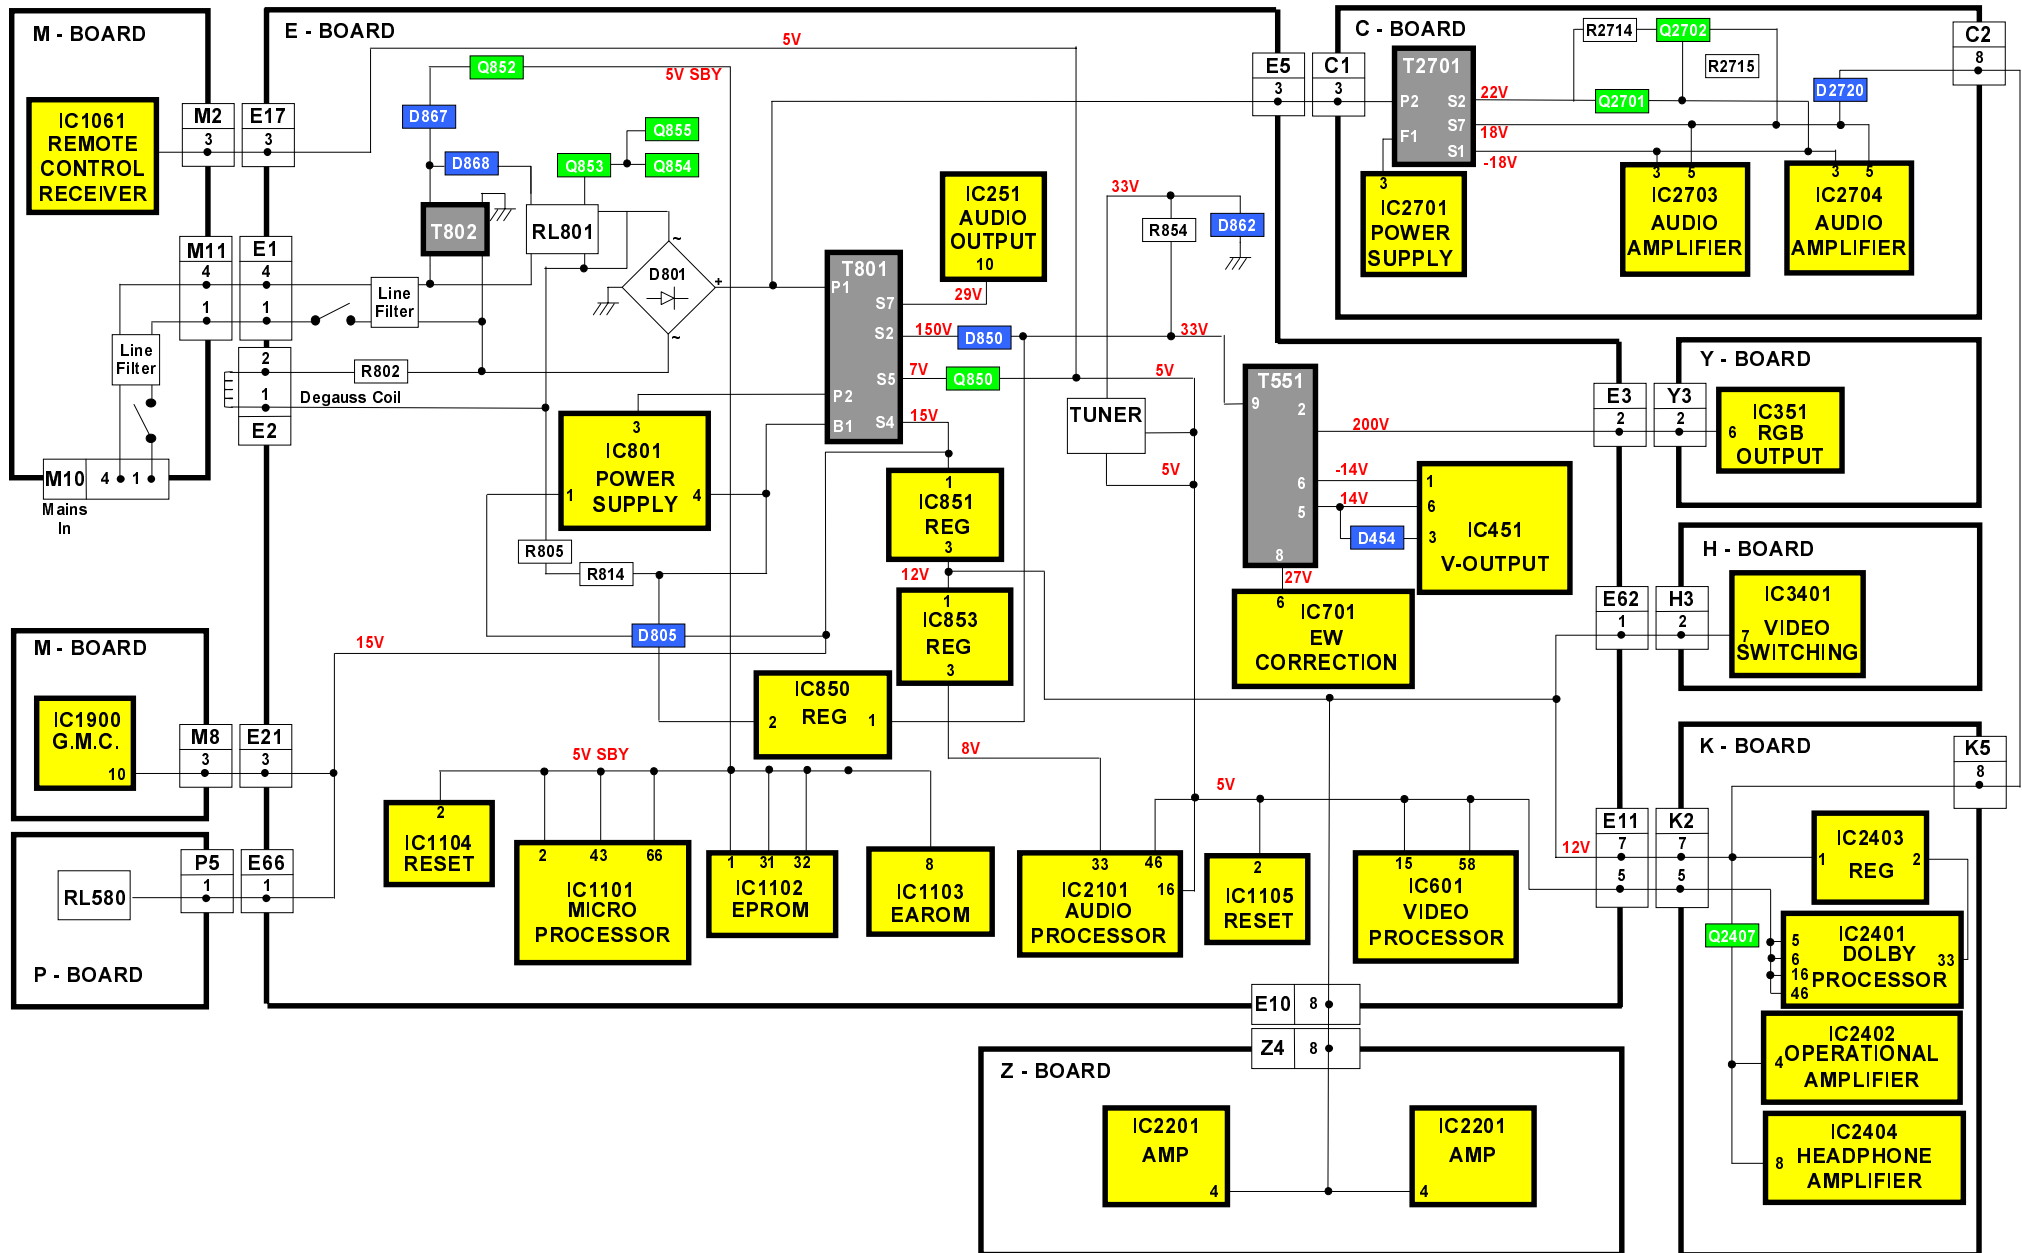 M - BOARD
IC1061
REMOTE
CONTROL
RECEIVER
M2
3
E17
3
M11
4
1
E1
4
1
Line
Filter
Line
Filter
2
1
E2
R802
Degauss Coil
M10
4
1
Mains
In
E - BOARD
5V
Q852
5V SBY
D867
D868
Q855
Q853
Q854
T802
RL801
~
D801
+
~
IC251
AUDIO
OUTPUT
10
T801
P1
S7
S2
S5
P2
B1
S4
29V
150V
D850
7V
Q850
15V
33V
R854
D862
33V
5V
TUNER
5V
E5
3
C1
3
C - BOARD
T2701
P2
S2
F1
S7
S1
22V
18V
-18V
R2714
Q2702
R2715
Q2701
D2720
C2
8
3
IC2701
POWER
SUPPLY
3
5
IC2703
AUDIO
AMPLIFIER
3
5
IC2704
AUDIO
AMPLIFIER
T551
9
2
6
5
8
200V
-14V
14V
D454
27V
1
6
3
IC451
V-OUTPUT
6
IC701
EW
CORRECTION
E3
2
Y3
2
Y - BOARD
IC351
6
RGB
OUTPUT
E62
1
H3
2
H - BOARD
IC3401
7
VIDEO
SWITCHING
3
IC801
POWER
SUPPLY
1
4
R805
R814
D805
1
IC851
REG
3
12V
1
IC853
REG
3
IC850
REG
2
1
15V
M - BOARD
IC1900
G.M.C.
10
M8
3
E21
3
P5
1
E66
1
RL580
P - BOARD
5V SBY
8V
5V
2
IC1104
RESET
2
43
66
IC1101
MICRO
PROCESSOR
1
31
32
IC1102
EPROM
8
IC1103
EAROM
33
46
16
IC2101
AUDIO
PROCESSOR
2
IC1105
RESET
15
58
IC601
VIDEO
PROCESSOR
12V
E11
7
5
K2
7
5
K - BOARD
K5
8
IC2403
1
2
REG
Q2407
IC2401
DOLBY
PROCESSOR
5
6
16
46
33
IC2402
4
OPERATIONAL
AMPLIFIER
IC2404
8
HEADPHONE
AMPLIFIER
E10
8
Z4
8
Z - BOARD
IC2201
AMP
4
IC2201
AMP
4